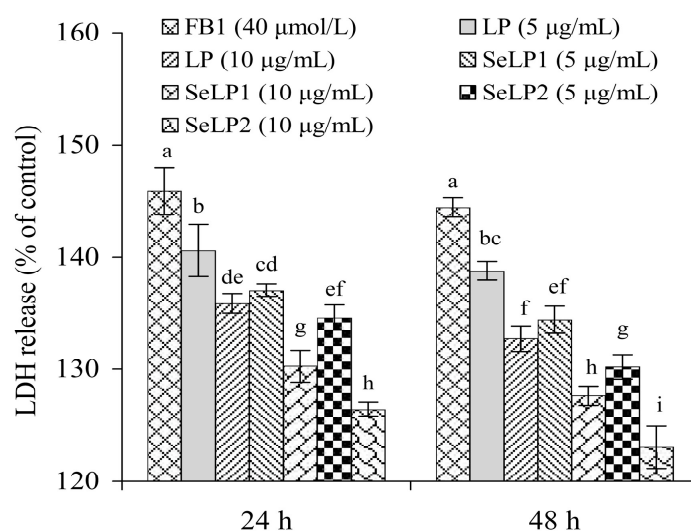 160
FB1 (40 μmol/L) LP (5 μg/mL)
LP (10 μg/mL) SeLP1 (5 μg/mL)
SeLP1 (10 μg/mL) SeLP2 (5 μg/mL)
SeLP2 (10 μg/mL)
150
140
130
120
LDH release (% of control)
a b de cd g ef h
a bc f ef h g i
24 h 48 h